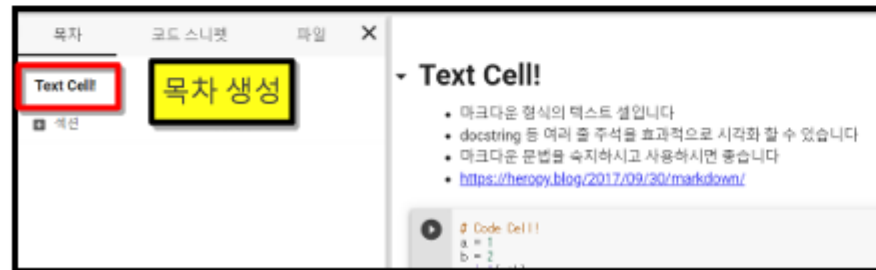 목차 코드 스니펫 파일 ✕
Text Cell!
목차 생성
섹션
Text Cell!
마크다운 형식의 텍스트 셀입니다
docstring 등 여러 줄 주석을 효과적으로 시각화 할 수 있습니다
마크다운 문법을 숙지하시고 사용하시면 좋습니다
https://heropy.blog/2017/09/30/markdown/
# Code Cell!
a = 1
b = 2